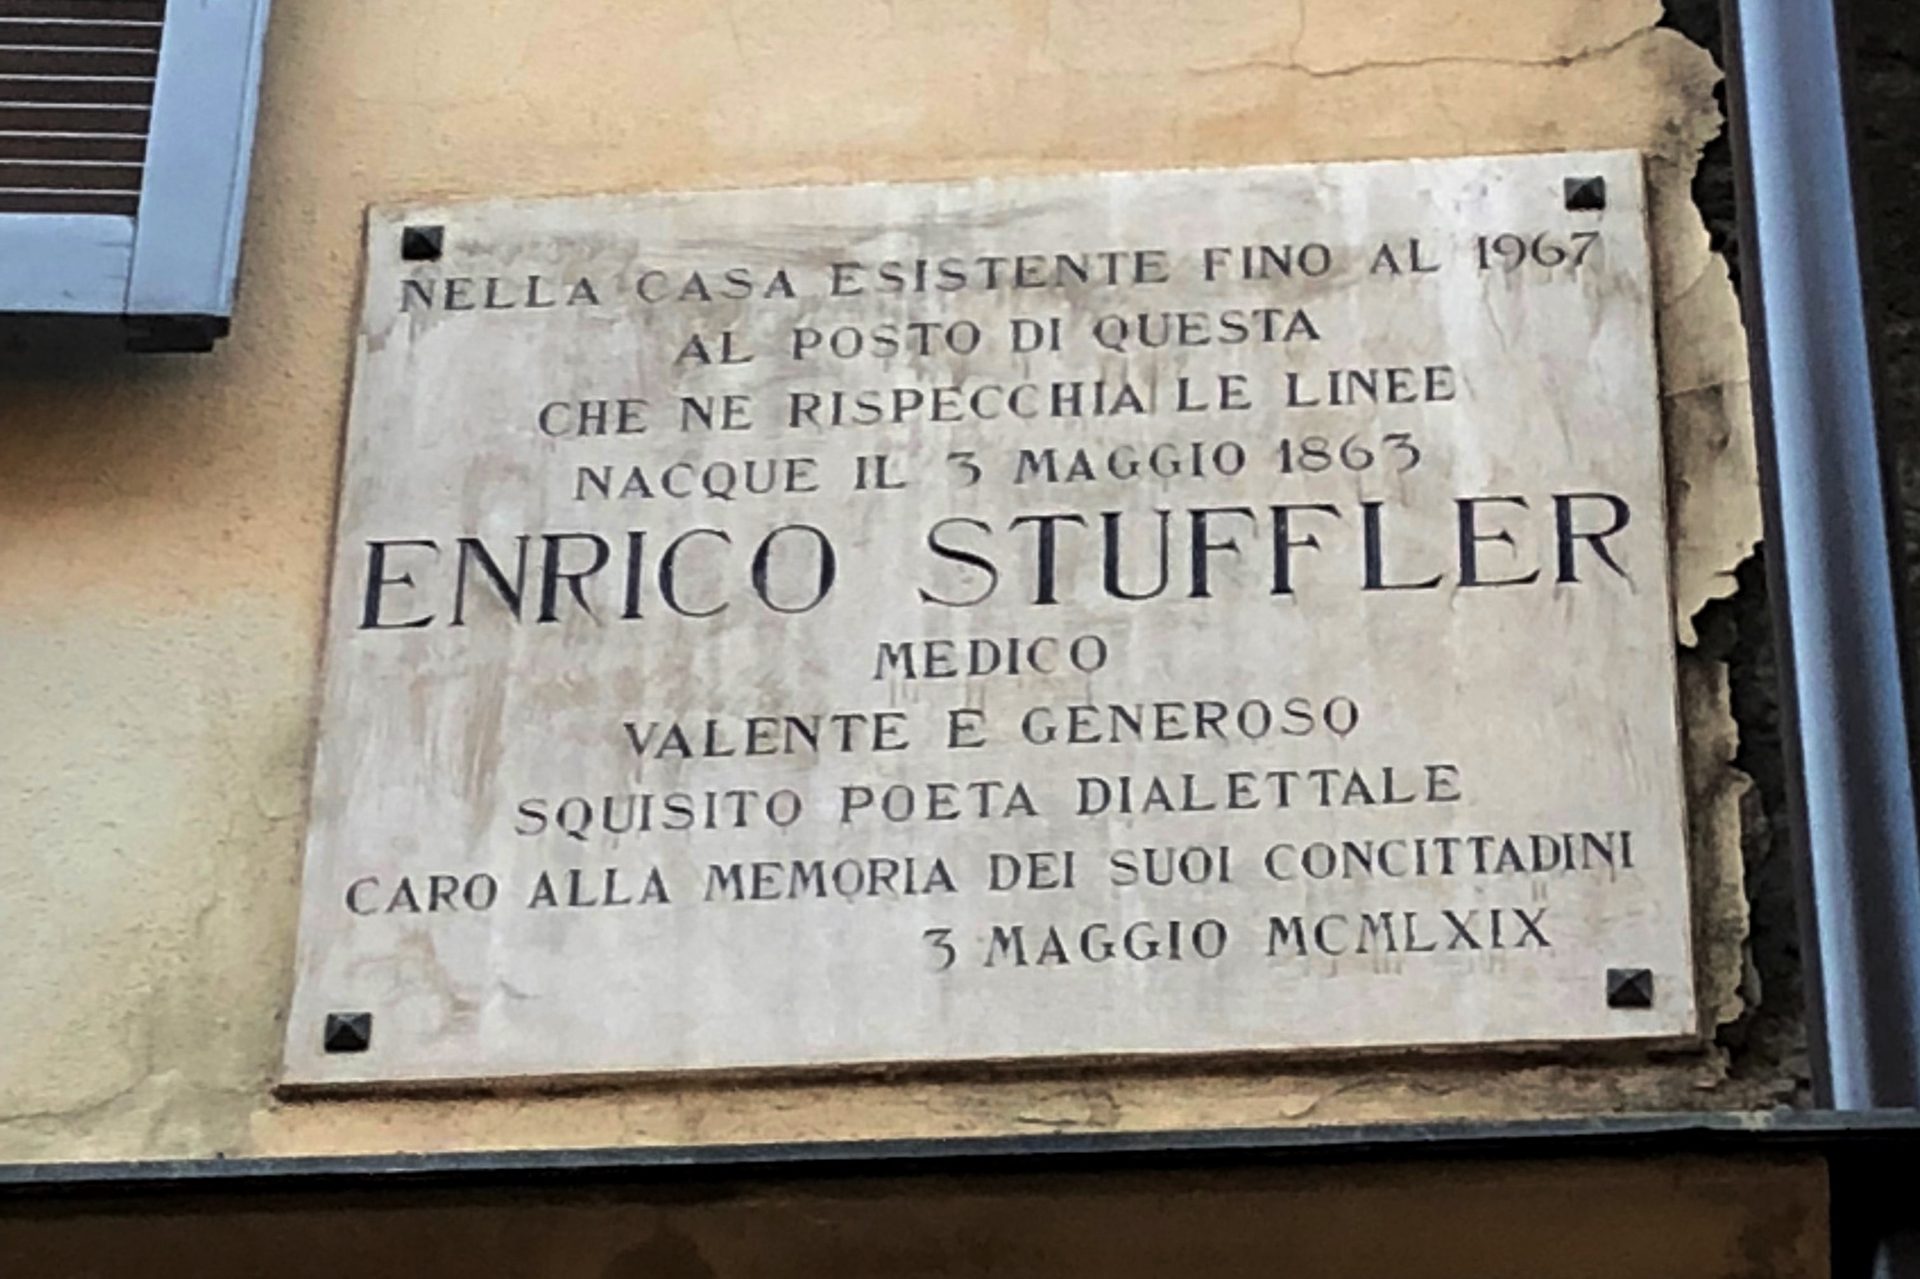 NELLA CASA ESISTENTE FINO AL 1967
AL POSTO DI QUESTA
CHE NE RISPECCHIA LE LINEE
NACQUE IL 3 MAGGIO 1863
ENRICO STUFFLER
MEDICO
VALENTE E GENEROSO
SQUISITO POETA DIALETTALE
CARO ALLA MEMORIA DEI SUOI CONCITTADINI
3 MAGGIO MCMLXIX